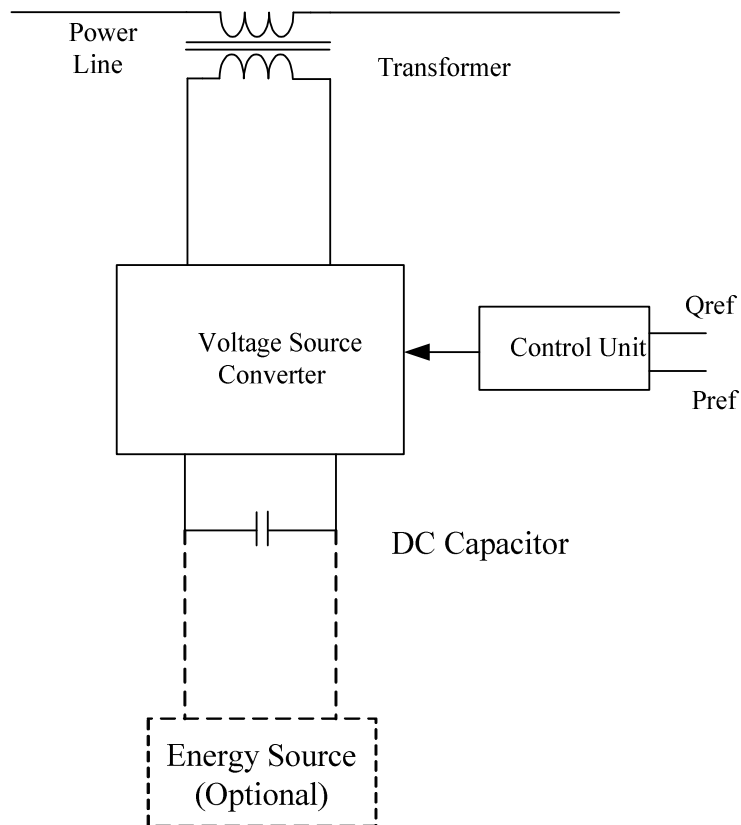 Power
Line
Transformer
Voltage Source
Converter
Control Unit
Qref
Pref
DC Capacitor
Energy Source
(Optional)